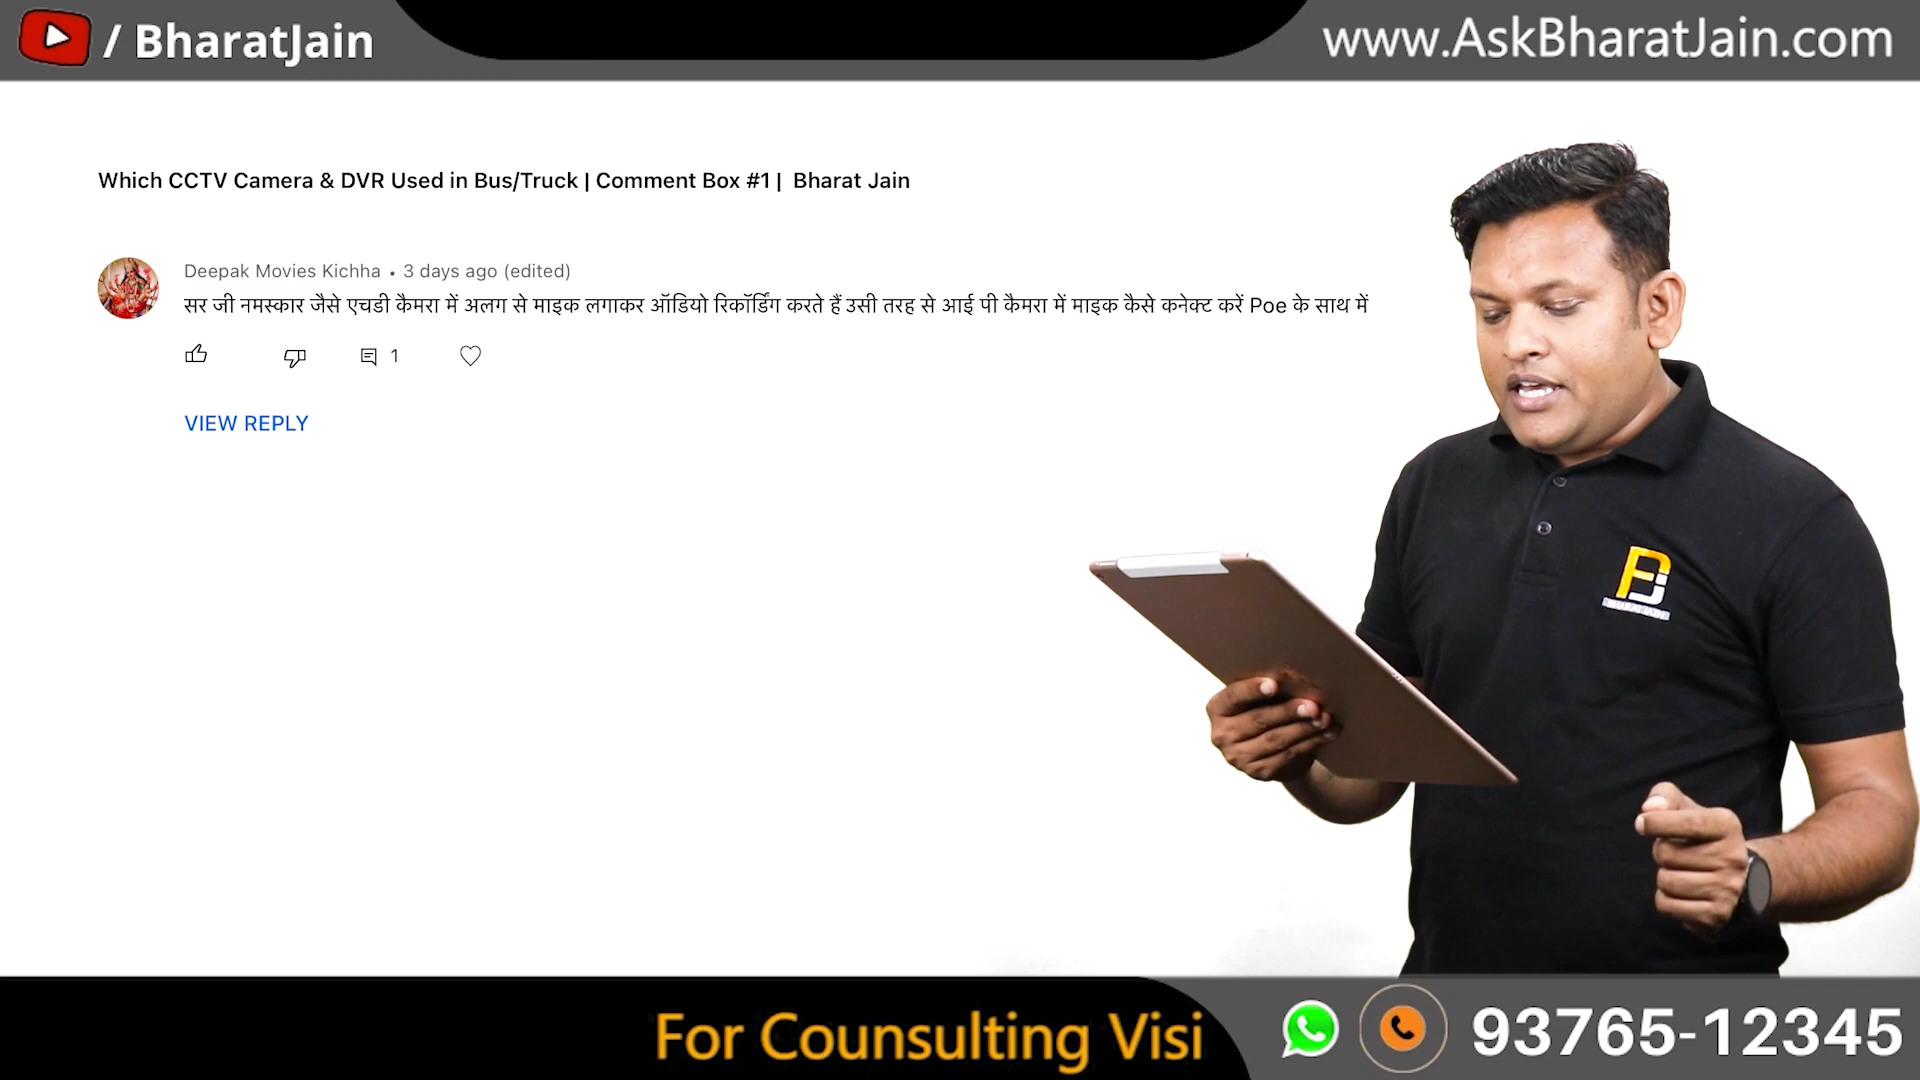 / BharatJain
www.AskBharatJain.com
Which CCTV Camera & DVR Used in Bus/Truck | Comment Box #1 | Bharat Jain
Deepak Movies Kichha • 3 days ago (edited)
सर जी नमस्कार जैसे एचडी कैमरा में अलग से माइक लगाकर ऑडियो रिकॉर्डिंग करते हैं उसी तरह से आई पी कैमरा में माइक कैसे कनेक्ट करें Poe के साथ में
1
VIEW REPLY
BHARAT JAIN
For Counsulting Visi
93765-12345